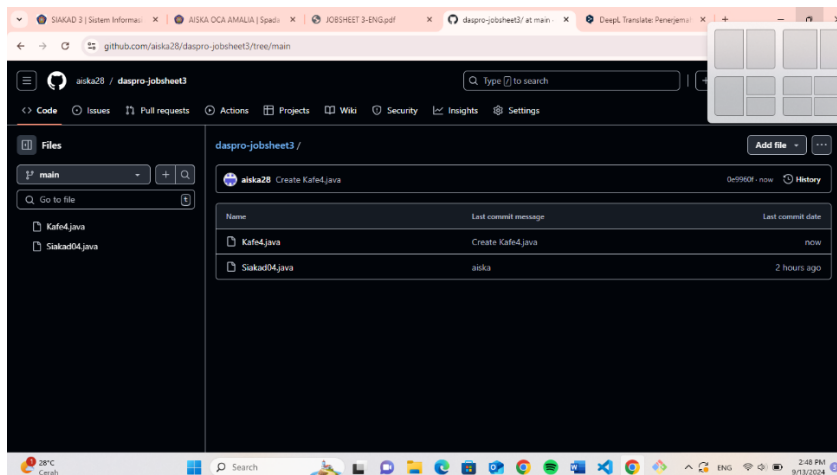 SIAKAD 3 | Sistem Informasi
AISKA OCA AMALIA | Spada
JOBSHEET 3-ENG.pdf
daspro-jobsheet3/ at main
DeepL Translate: Penerjemah
github.com/aiska28/daspro-jobsheet3/tree/main
aiska28 / daspro-jobsheet3
Type / to search
Code Issues Pull requests Actions Projects Wiki Security Insights Settings
Files
daspro-jobsheet3 /
Add file
main
aiska28 Create Kafe4.java
0e9960f · now History
Go to file t
Name Last commit message Last commit date
Kafe4.java
Siakad04.java
Kafe4.java Create Kafe4.java now
Siakad04.java aiska 2 hours ago
28°C
Cerah
Search
ENG
2:48 PM
9/13/2024